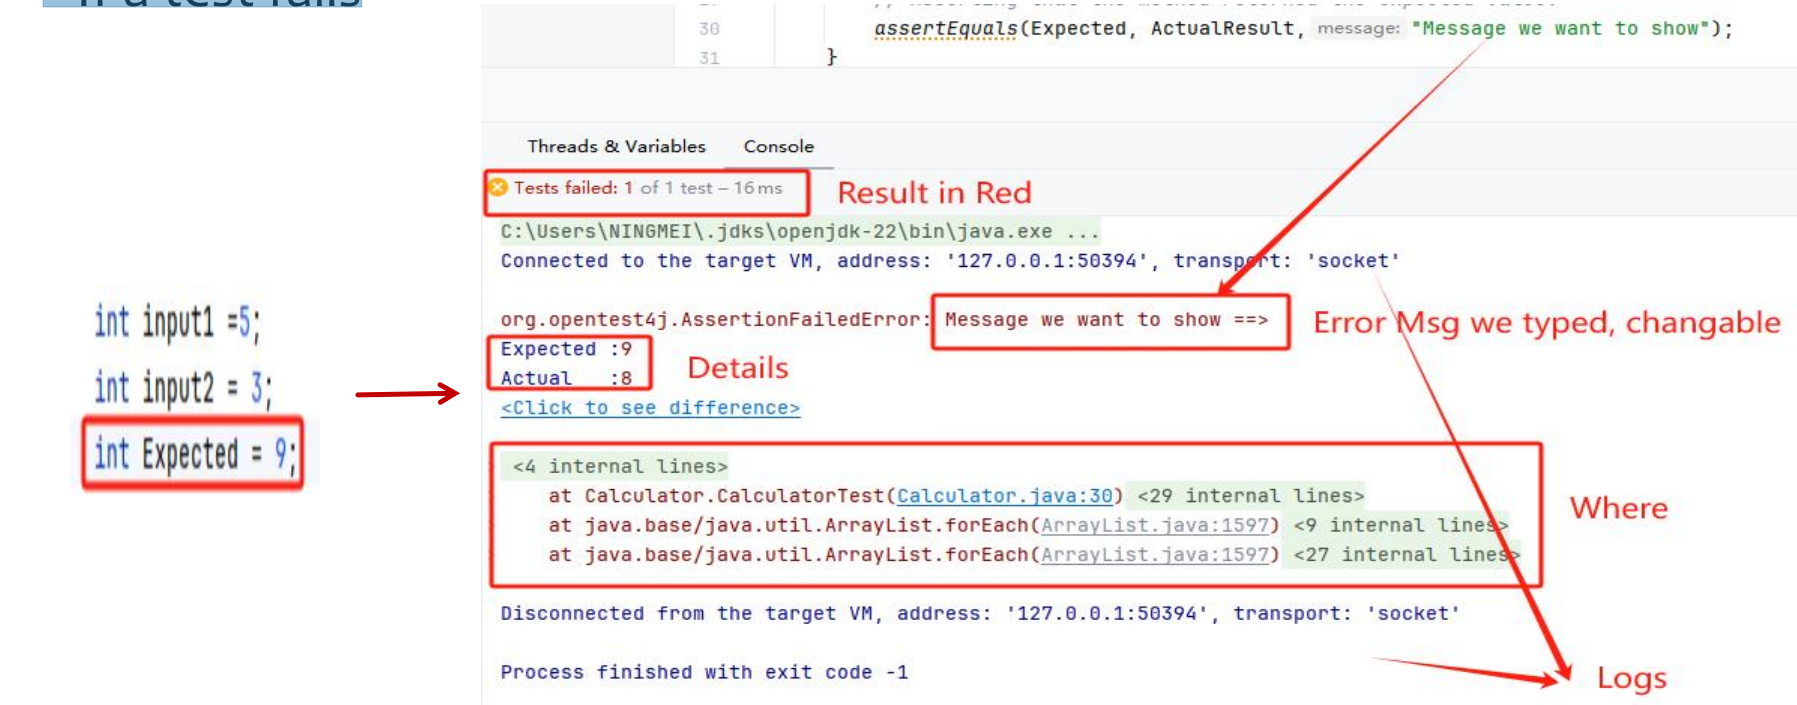 If a test fails
30 assertEquals(Expected, ActualResult, message: "Message we want to show");
31 }
Threads & Variables Console
Tests failed: 1 of 1 test – 16 ms
Result in Red
C:\Users\NINGMEI\.jdks\openjdk-22\bin\java.exe ...
Connected to the target VM, address: '127.0.0.1:50394', transport: 'socket'
org.opentest4j.AssertionFailedError: Message we want to show ==>
Error Msg we typed, changable
Expected :9
Actual :8
Details
<Click to see difference>
int input1 =5;
int input2 = 3;
int Expected = 9;
<4 internal lines>
at Calculator.CalculatorTest(Calculator.java:30) <29 internal lines>
at java.base/java.util.ArrayList.forEach(ArrayList.java:1597) <9 internal lines>
at java.base/java.util.ArrayList.forEach(ArrayList.java:1597) <27 internal lines>
Where
Disconnected from the target VM, address: '127.0.0.1:50394', transport: 'socket'
Process finished with exit code -1
Logs